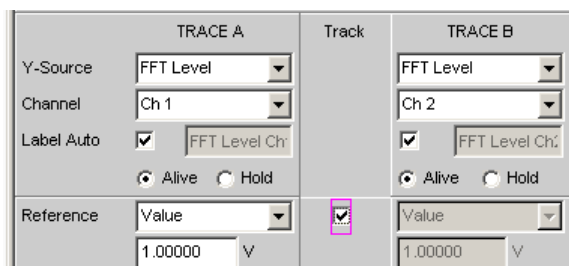 TRACE A Track TRACE B
Y-Source FFT Level FFT Level
Channel Ch 1 Ch 2
Label Auto FFT Level Ch FFT Level Ch2
Alive Hold Alive Hold
Reference Value Value
1.00000 V 1.00000 V